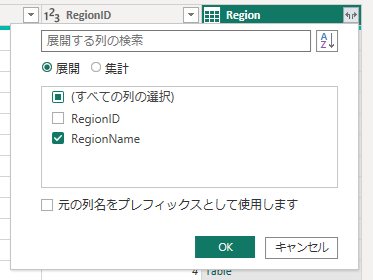 1²3 RegionID
Region
展開する列の検索
A
Z
展開
集計
(すべての列の選択)
RegionID
RegionName
元の列名をプレフィックスとして使用します
OK
キャンセル
4
Table